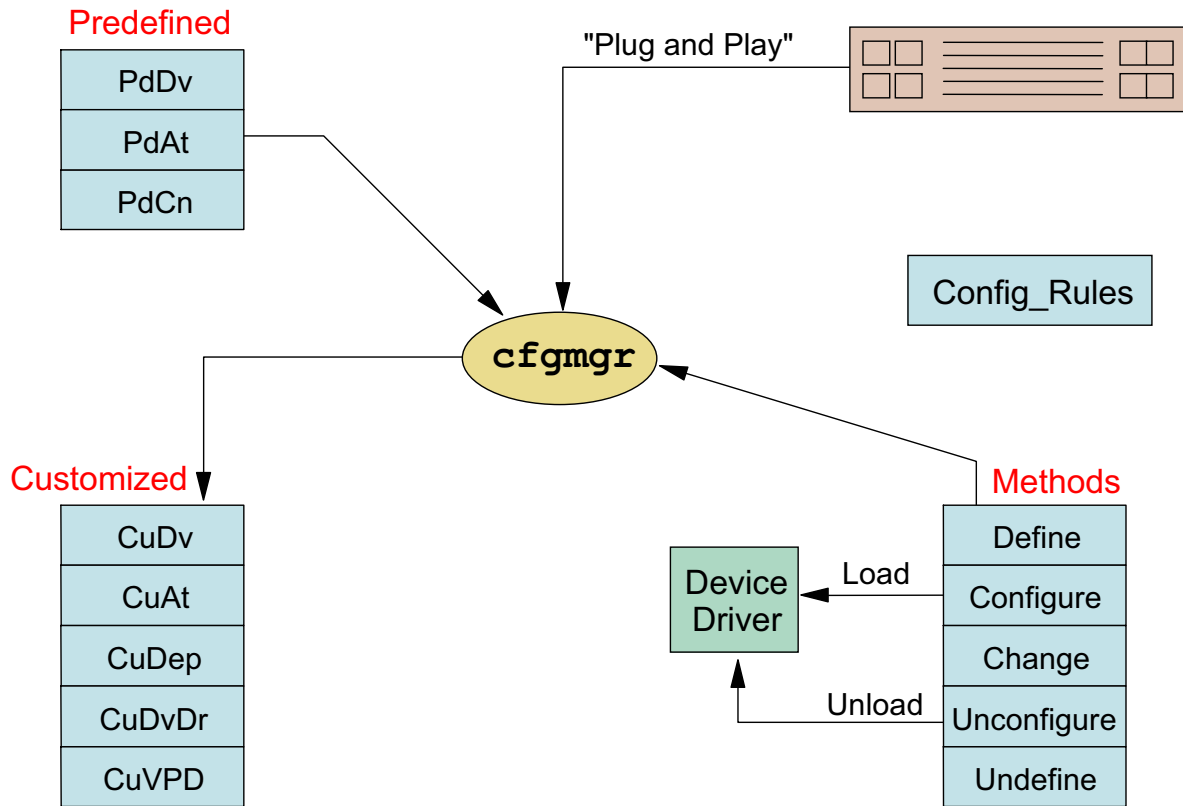 Predefined
PdDv
PdAt
PdCn
"Plug and Play"
Config_Rules
cfgmgr
Customized
CuDv
CuAt
CuDep
CuDvDr
CuVPD
Methods
Define
Configure
Change
Unconfigure
Undefine
Load
Unload
Device
Driver